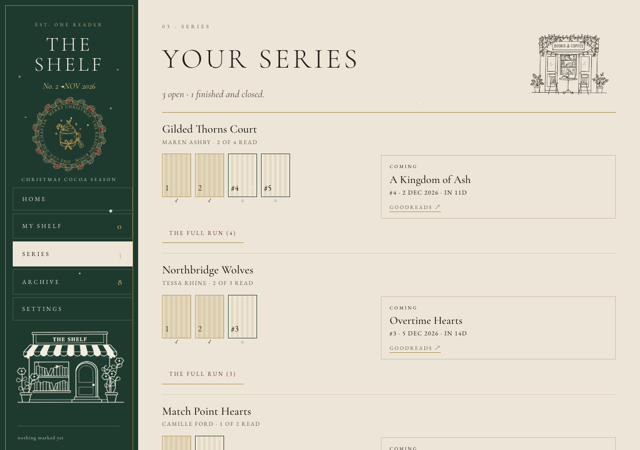 EST. ONE READER
THE
SHELF
No. 2 · NOV 2026
CHRISTMAS COCOA SEASON
HOME
MY SHELF 0
SERIES 3
ARCHIVE 8
SETTINGS
THE SHELF
nothing marked yet
03 · SERIES
YOUR SERIES
BOOKS & COFFEE
3 open · 1 finished and closed.
Gilded Thorns Court
MAREN ASHBY · 2 OF 4 READ
1 2 #4 #5
COMING
A Kingdom of Ash
#4 · 2 DEC 2026 · IN 11D
GOODREADS ↗
THE FULL RUN (4)
Northbridge Wolves
TESSA RHINE · 2 OF 3 READ
1 2 #3
COMING
Overtime Hearts
#3 · 5 DEC 2026 · IN 14D
GOODREADS ↗
THE FULL RUN (3)
Match Point Hearts
CAMILLE FORD · 1 OF 2 READ
COMING